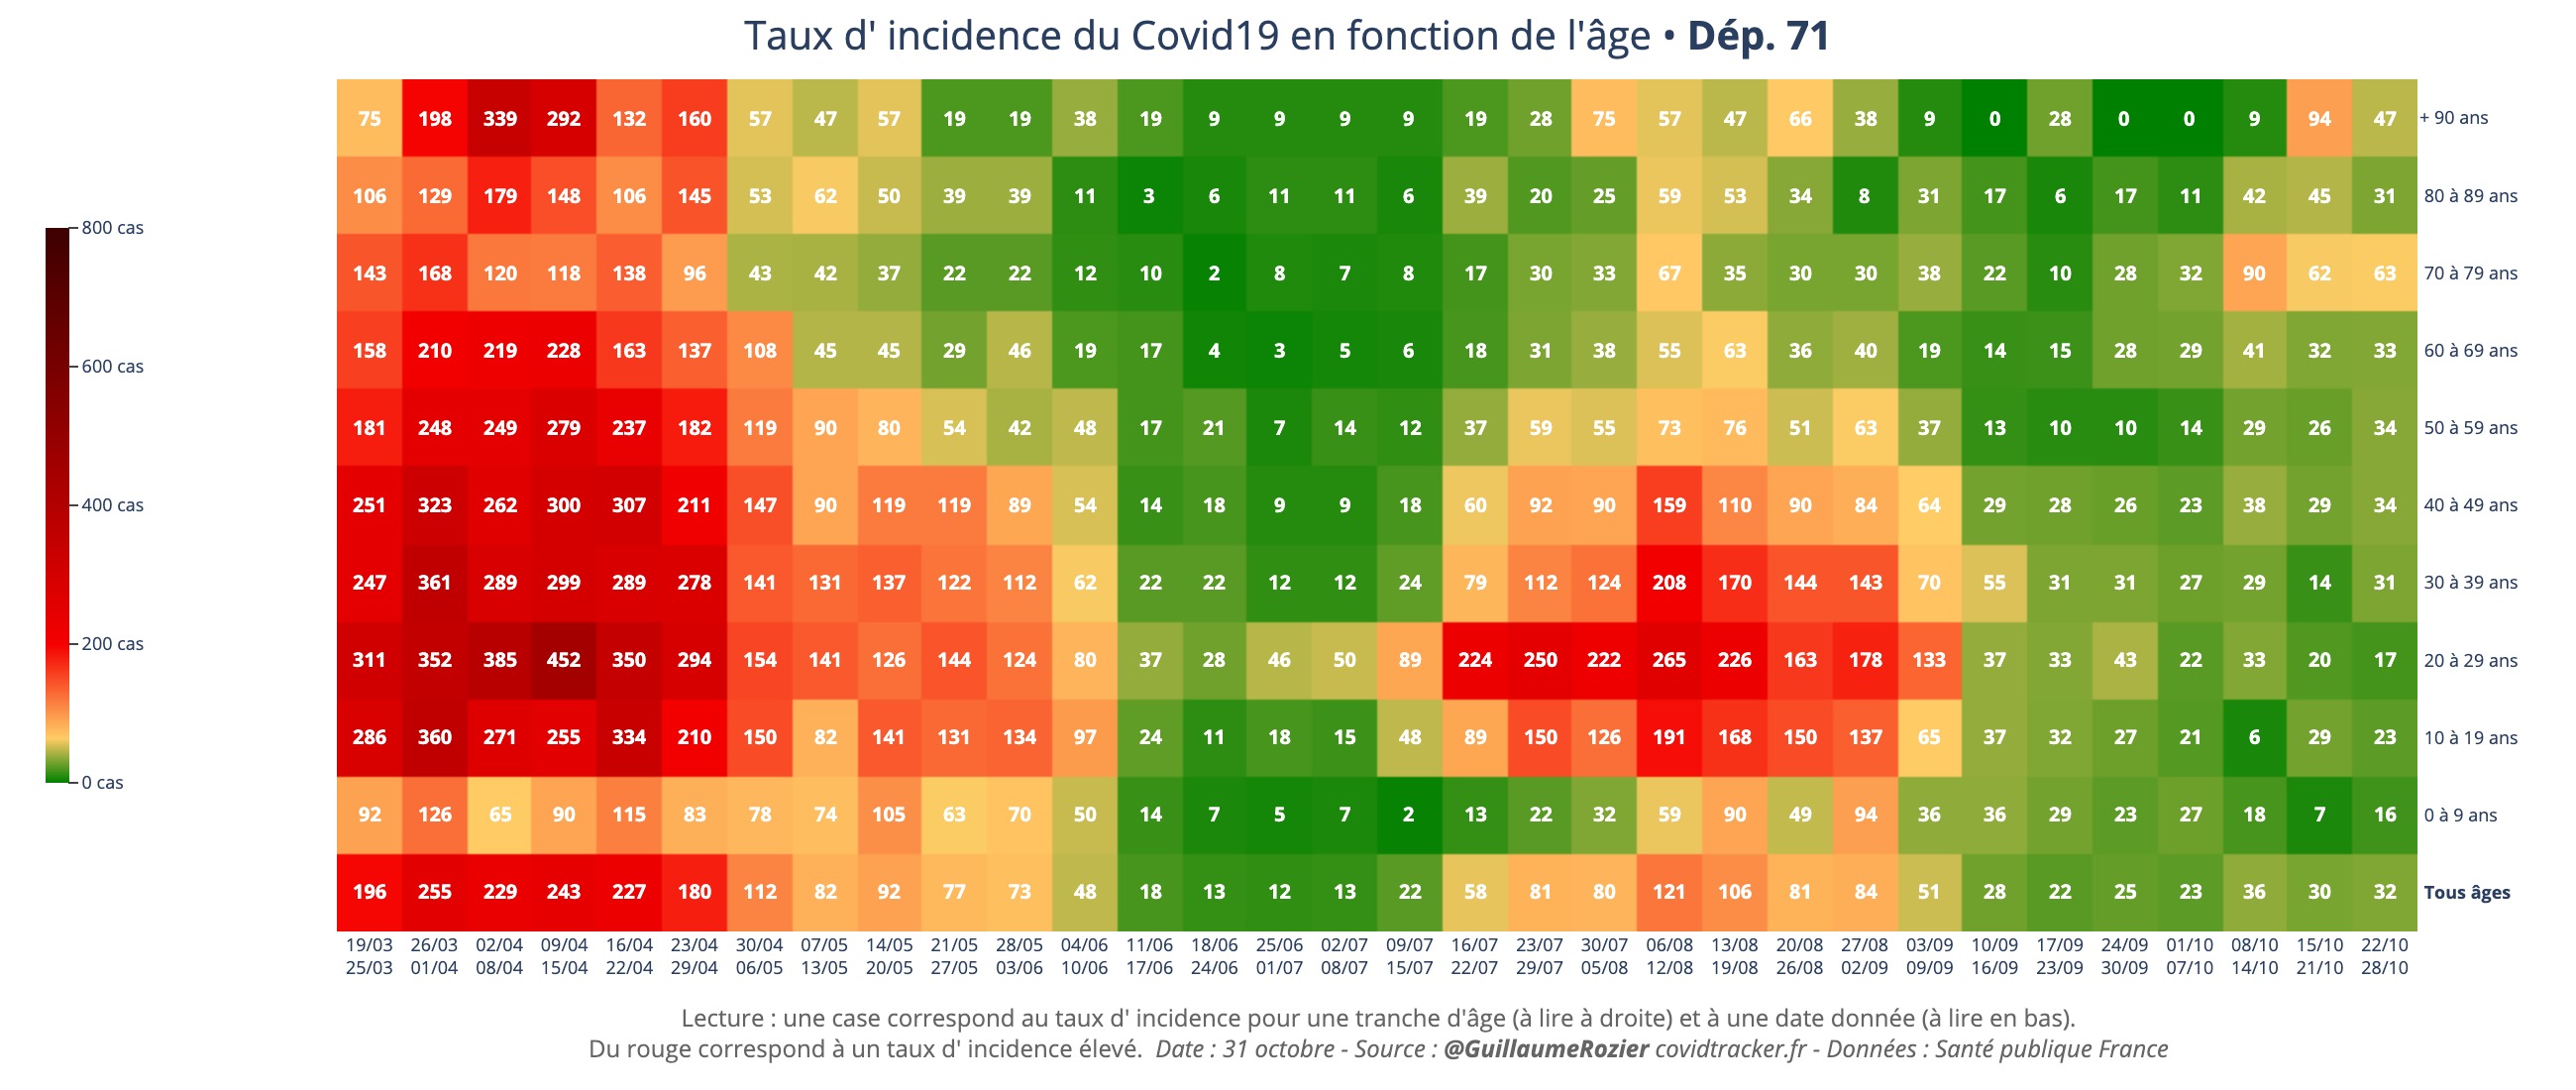 Taux d' incidence du Covid19 en fonction de l'âge • Dép. 71
800 cas
600 cas
400 cas
200 cas
0 cas
75 198 339 292 132 160 57 47 57 19 19 38 19 9 9 9 9 19 28 75 57 47 66 38 9 0 28 0 0 9 94 47 + 90 ans
106 129 179 148 106 145 53 62 50 39 39 11 3 6 11 11 6 39 20 25 59 53 34 8 31 17 6 17 11 42 45 31 80 à 89 ans
143 168 120 118 138 96 43 42 37 22 22 12 10 2 8 7 8 17 30 33 67 35 30 30 38 22 10 28 32 90 62 63 70 à 79 ans
158 210 219 228 163 137 108 45 45 29 46 19 17 4 3 5 6 18 31 38 55 63 36 40 19 14 15 28 29 41 32 33 60 à 69 ans
181 248 249 279 237 182 119 90 80 54 42 48 17 21 7 14 12 37 59 55 73 76 51 63 37 13 10 10 14 29 26 34 50 à 59 ans
251 323 262 300 307 211 147 90 119 119 89 54 14 18 9 9 18 60 92 90 159 110 90 84 64 29 28 26 23 38 29 34 40 à 49 ans
247 361 289 299 289 278 141 131 137 122 112 62 22 22 12 12 24 79 112 124 208 170 144 143 70 55 31 31 27 29 14 31 30 à 39 ans
311 352 385 452 350 294 154 141 126 144 124 80 37 28 46 50 89 224 250 222 265 226 163 178 133 37 33 43 22 33 20 17 20 à 29 ans
286 360 271 255 334 210 150 82 141 131 134 97 24 11 18 15 48 89 150 126 191 168 150 137 65 37 32 27 21 6 29 23 10 à 19 ans
92 126 65 90 115 83 78 74 105 63 70 50 14 7 5 7 2 13 22 32 59 90 49 94 36 36 29 23 27 18 7 16 0 à 9 ans
196 255 229 243 227 180 112 82 92 77 73 48 18 13 12 13 22 58 81 80 121 106 81 84 51 28 22 25 23 36 30 32 Tous âges
19/03 26/03 02/04 09/04 16/04 23/04 30/04 07/05 14/05 21/05 28/05 04/06 11/06 18/06 25/06 02/07 09/07 16/07 23/07 30/07 06/08 13/08 20/08 27/08 03/09 10/09 17/09 24/09 01/10 08/10 15/10 22/10
25/03 01/04 08/04 15/04 22/04 29/04 06/05 13/05 20/05 27/05 03/06 10/06 17/06 24/06 01/07 08/07 15/07 22/07 29/07 05/08 12/08 19/08 26/08 02/09 09/09 16/09 23/09 30/09 07/10 14/10 21/10 28/10
Lecture : une case correspond au taux d' incidence pour une tranche d'âge (à lire à droite) et à une date donnée (à lire en bas).
Du rouge correspond à un taux d' incidence élevé. Date : 31 octobre - Source : @GuillaumeRozier covidtracker.fr - Données : Santé publique France